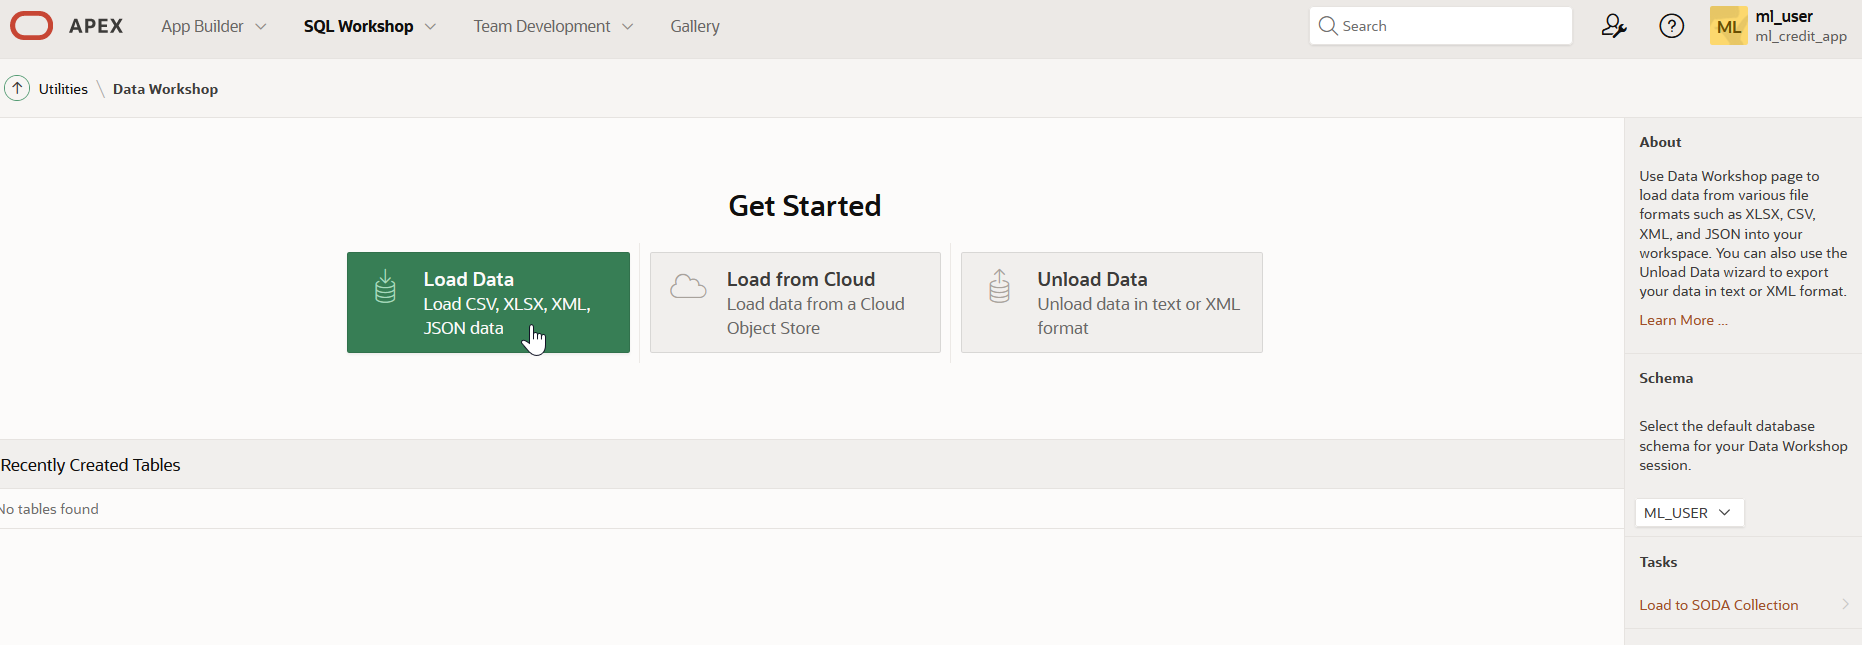 APEX
App Builder
SQL Workshop
Team Development
Gallery
Search
ML
ml_user
ml_credit_app
Utilities \ Data Workshop
Get Started
Load Data
Load CSV, XLSX, XML,
JSON data
Load from Cloud
Load data from a Cloud
Object Store
Unload Data
Unload data in text or XML
format
Recently Created Tables
No tables found
About
Use Data Workshop page to
load data from various file
formats such as XLSX, CSV,
XML, and JSON into your
workspace. You can also use the
Unload Data wizard to export
your data in text or XML format.
Learn More ...
Schema
Select the default database
schema for your Data Workshop
session.
ML_USER
Tasks
Load to SODA Collection